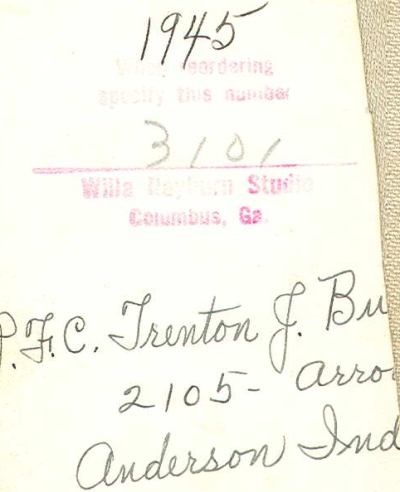 1945
When reordering
specify this number
3101
Willa Rayburn Studio
Columbus, Ga.
P.F.C. Trenton J. Bu
2105- Arro
Anderson Ind